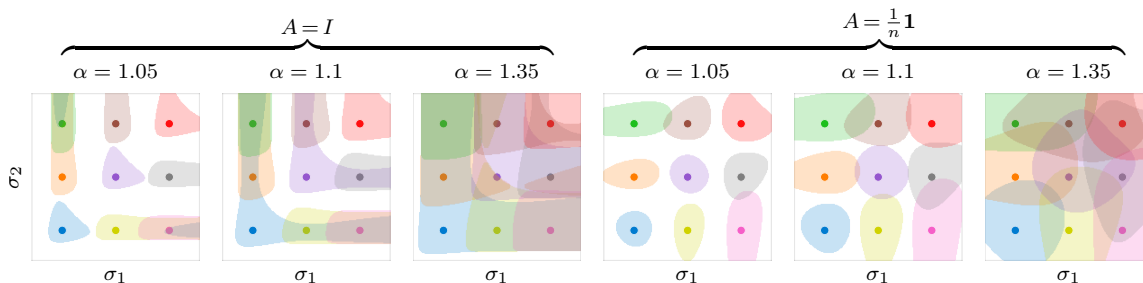 A = I
A = 1/n 𝟏
α = 1.05 α = 1.1 α = 1.35 α = 1.05 α = 1.1 α = 1.35
σ₂
σ₁ σ₁ σ₁ σ₁ σ₁ σ₁